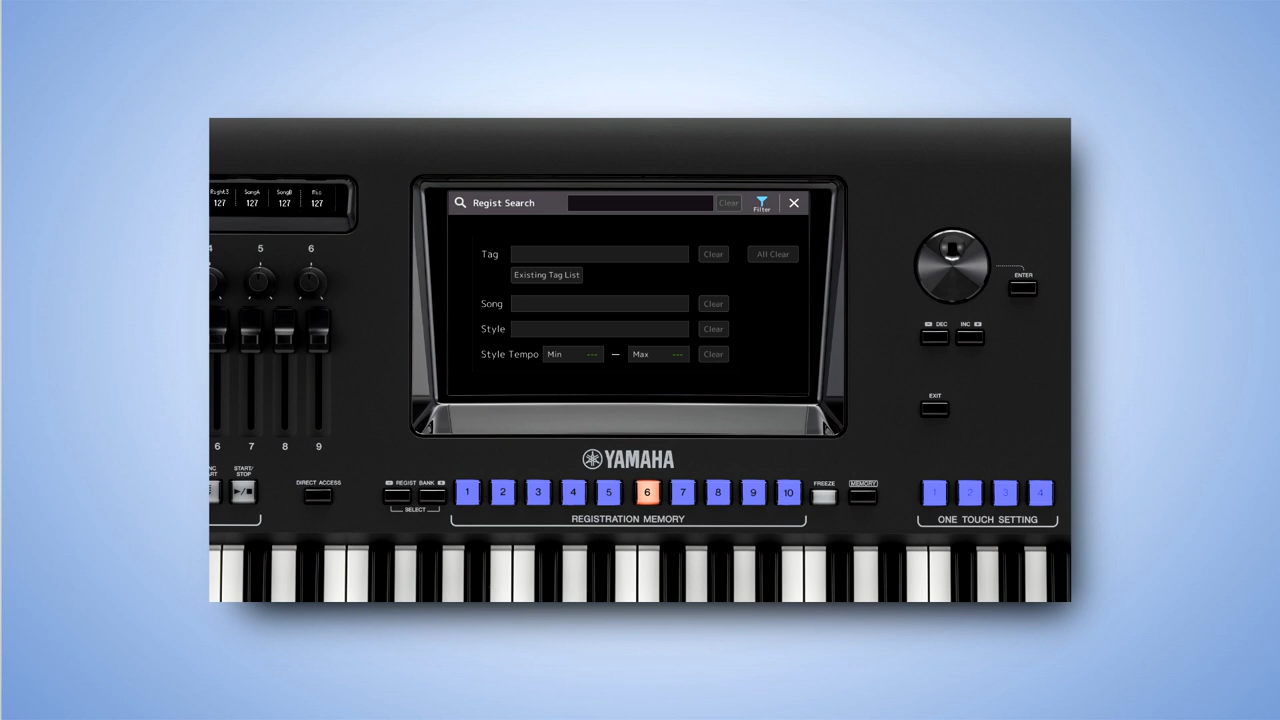 Right3 SongA SongB Mic
127 127 127 127
4 5 6
Regist Search Clear Filter
Tag Clear All Clear
Existing Tag List
Song Clear
Style Clear
Style Tempo Min --- — Max --- Clear
ENTER
DEC INC
EXIT
6 7 8 9
YAMAHA
START/
STOP
DIRECT ACCESS
REGIST BANK
SELECT
1 2 3 4 5 6 7 8 9 10
FREEZE
MEMORY
REGISTRATION MEMORY
1 2 3 4
ONE TOUCH SETTING